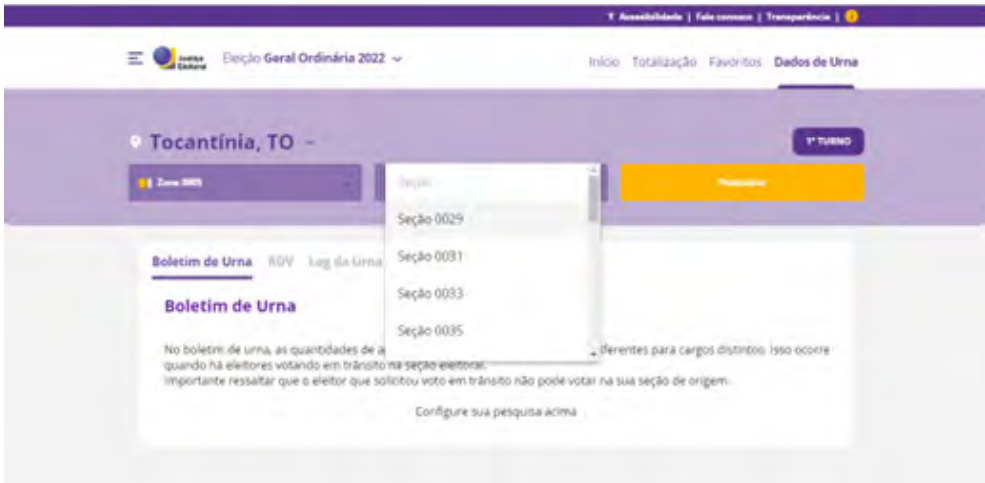 Acessibilidade | Fale conosco | Transparência |
Justiça
Eleitoral
Eleição Geral Ordinária 2022
Início Totalização Favoritos Dados de Urna
Tocantínia, TO
1º TURNO
Zona 0005
Seção
Pesquisar
Seção 0029
Seção 0031
Seção 0033
Seção 0035
Boletim de Urna RDV Log da Urna
Boletim de Urna
No boletim de urna, as quantidades de a
ferentes para cargos distintos. Isso ocorre
quando há eleitores votando em trânsito na seção eleitoral.
Importante ressaltar que o eleitor que solicitou voto em trânsito não pode votar na sua seção de origem.
Configure sua pesquisa acima